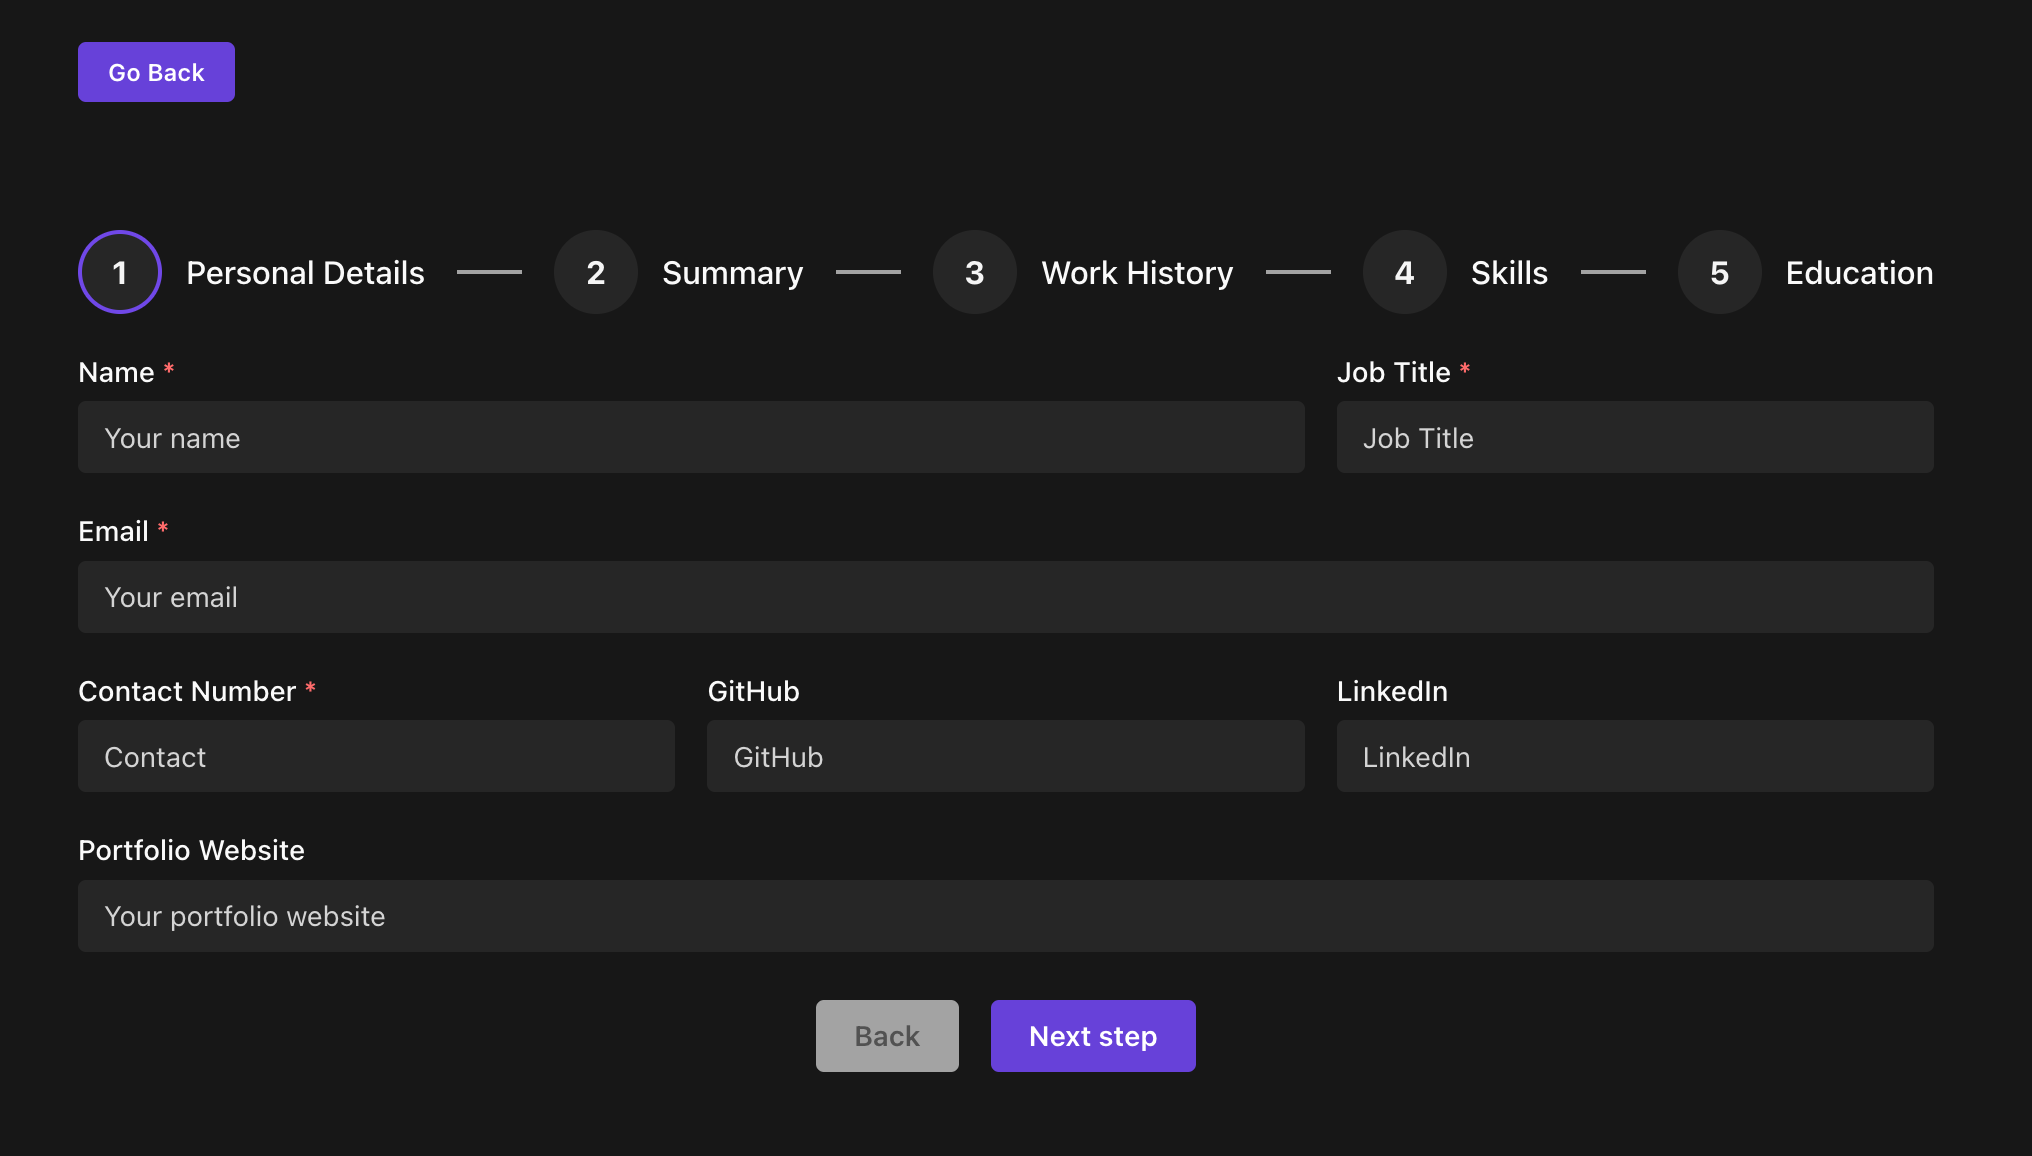 Go Back
1 Personal Details 2 Summary 3 Work History 4 Skills 5 Education
Name * Job Title *
Your name Job Title
Email *
Your email
Contact Number * GitHub LinkedIn
Contact GitHub LinkedIn
Portfolio Website
Your portfolio website
Back Next step